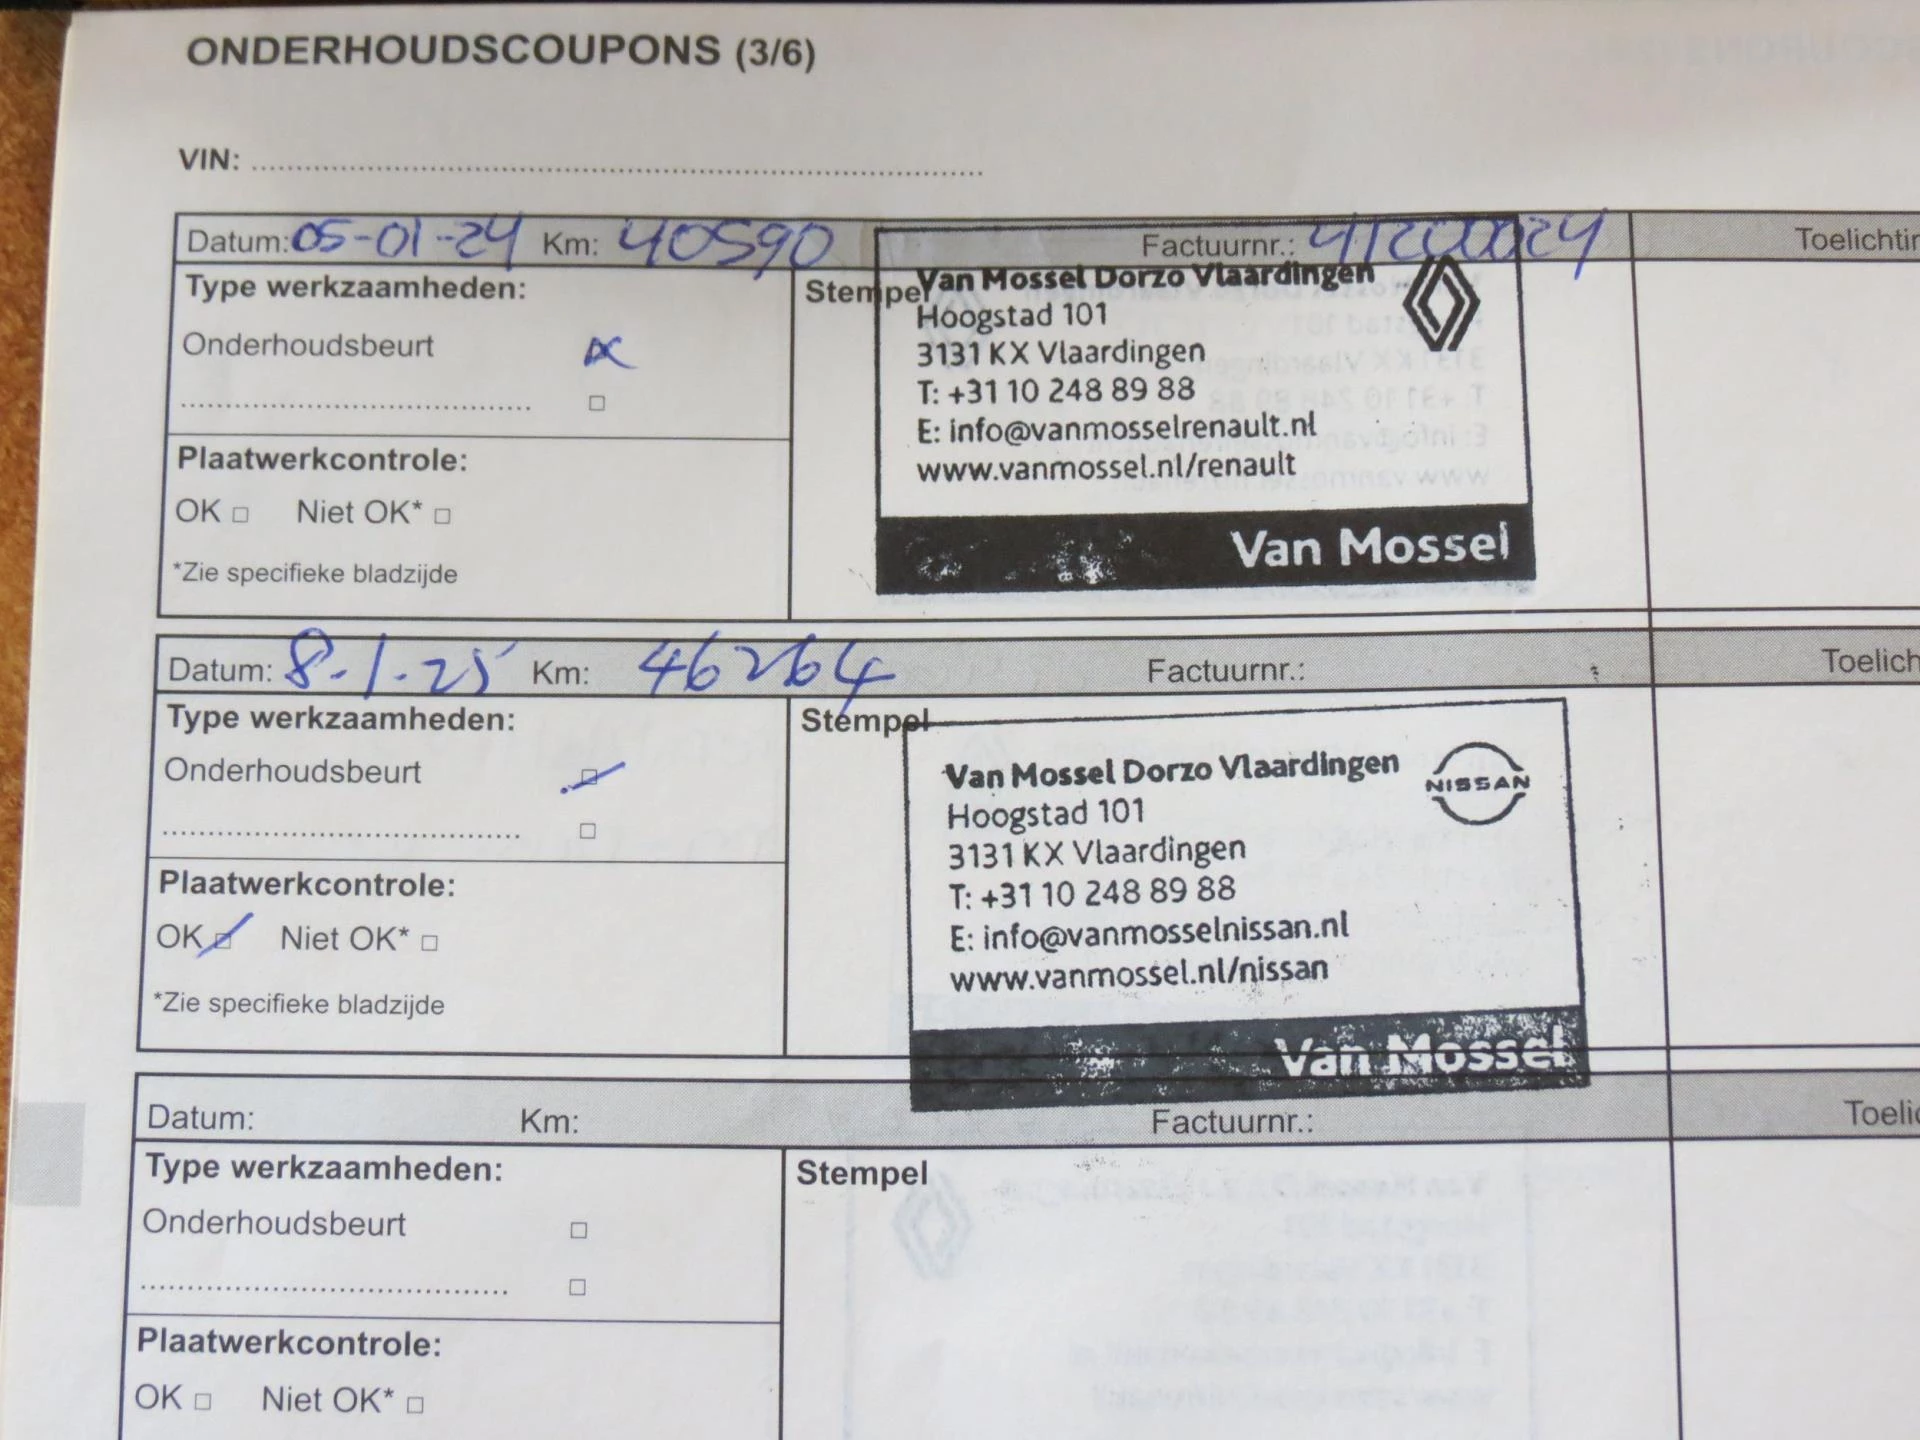 ONDERHOUDSCOUPONS (3/6)
VIN: ..........
Datum: 05-01-24 Km: 40590 Factuurnr.:
Type werkzaamheden:
Onderhoudsbeurt
Plaatwerkcontrole:
OK □ Niet OK* □
*Zie specifieke bladzijde
Stempel
Van Mossel Dorzo Vlaardingen
Hoogstad 101
3131 KX Vlaardingen
T: +31 10 248 89 88
E: info@vanmosselrenault.nl
www.vanmossel.nl/renault
Van Mossel
Datum: 8-1-25 Km: 46264 Factuurnr.:
Type werkzaamheden:
Onderhoudsbeurt
Plaatwerkcontrole:
OK Niet OK* □
*Zie specifieke bladzijde
Stempel
Van Mossel Dorzo Vlaardingen
NISSAN
Hoogstad 101
3131 KX Vlaardingen
T: +31 10 248 89 88
E: info@vanmosselnissan.nl
www.vanmossel.nl/nissan
Van Mossel
Datum: Km: Factuurnr.:
Type werkzaamheden:
Onderhoudsbeurt □
Plaatwerkcontrole:
OK □ Niet OK* □
Stempel